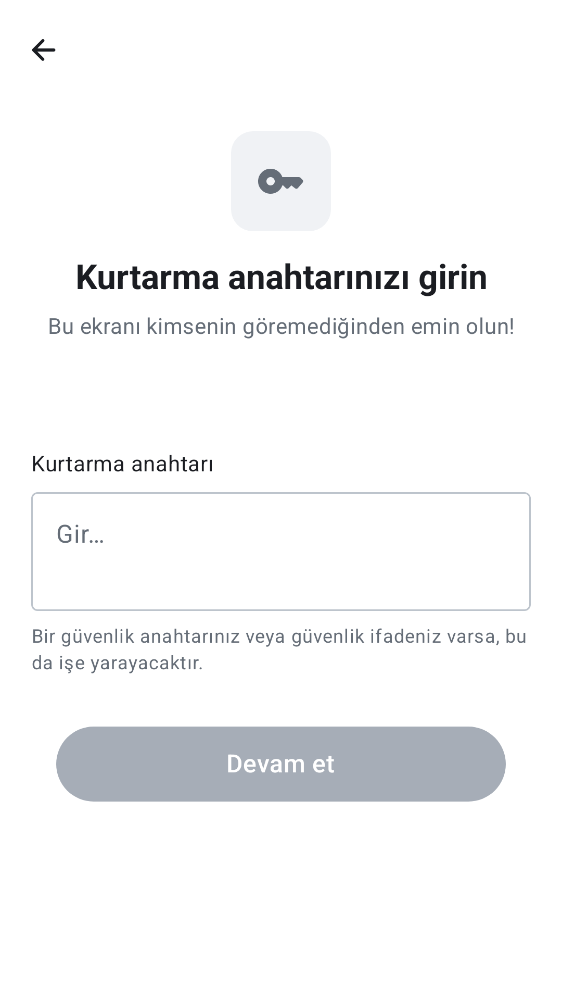 Kurtarma anahtarınızı girin
Bu ekranı kimsenin göremediğinden emin olun!
Kurtarma anahtarı
Gir…
Bir güvenlik anahtarınız veya güvenlik ifadeniz varsa, bu
da işe yarayacaktır.
Devam et